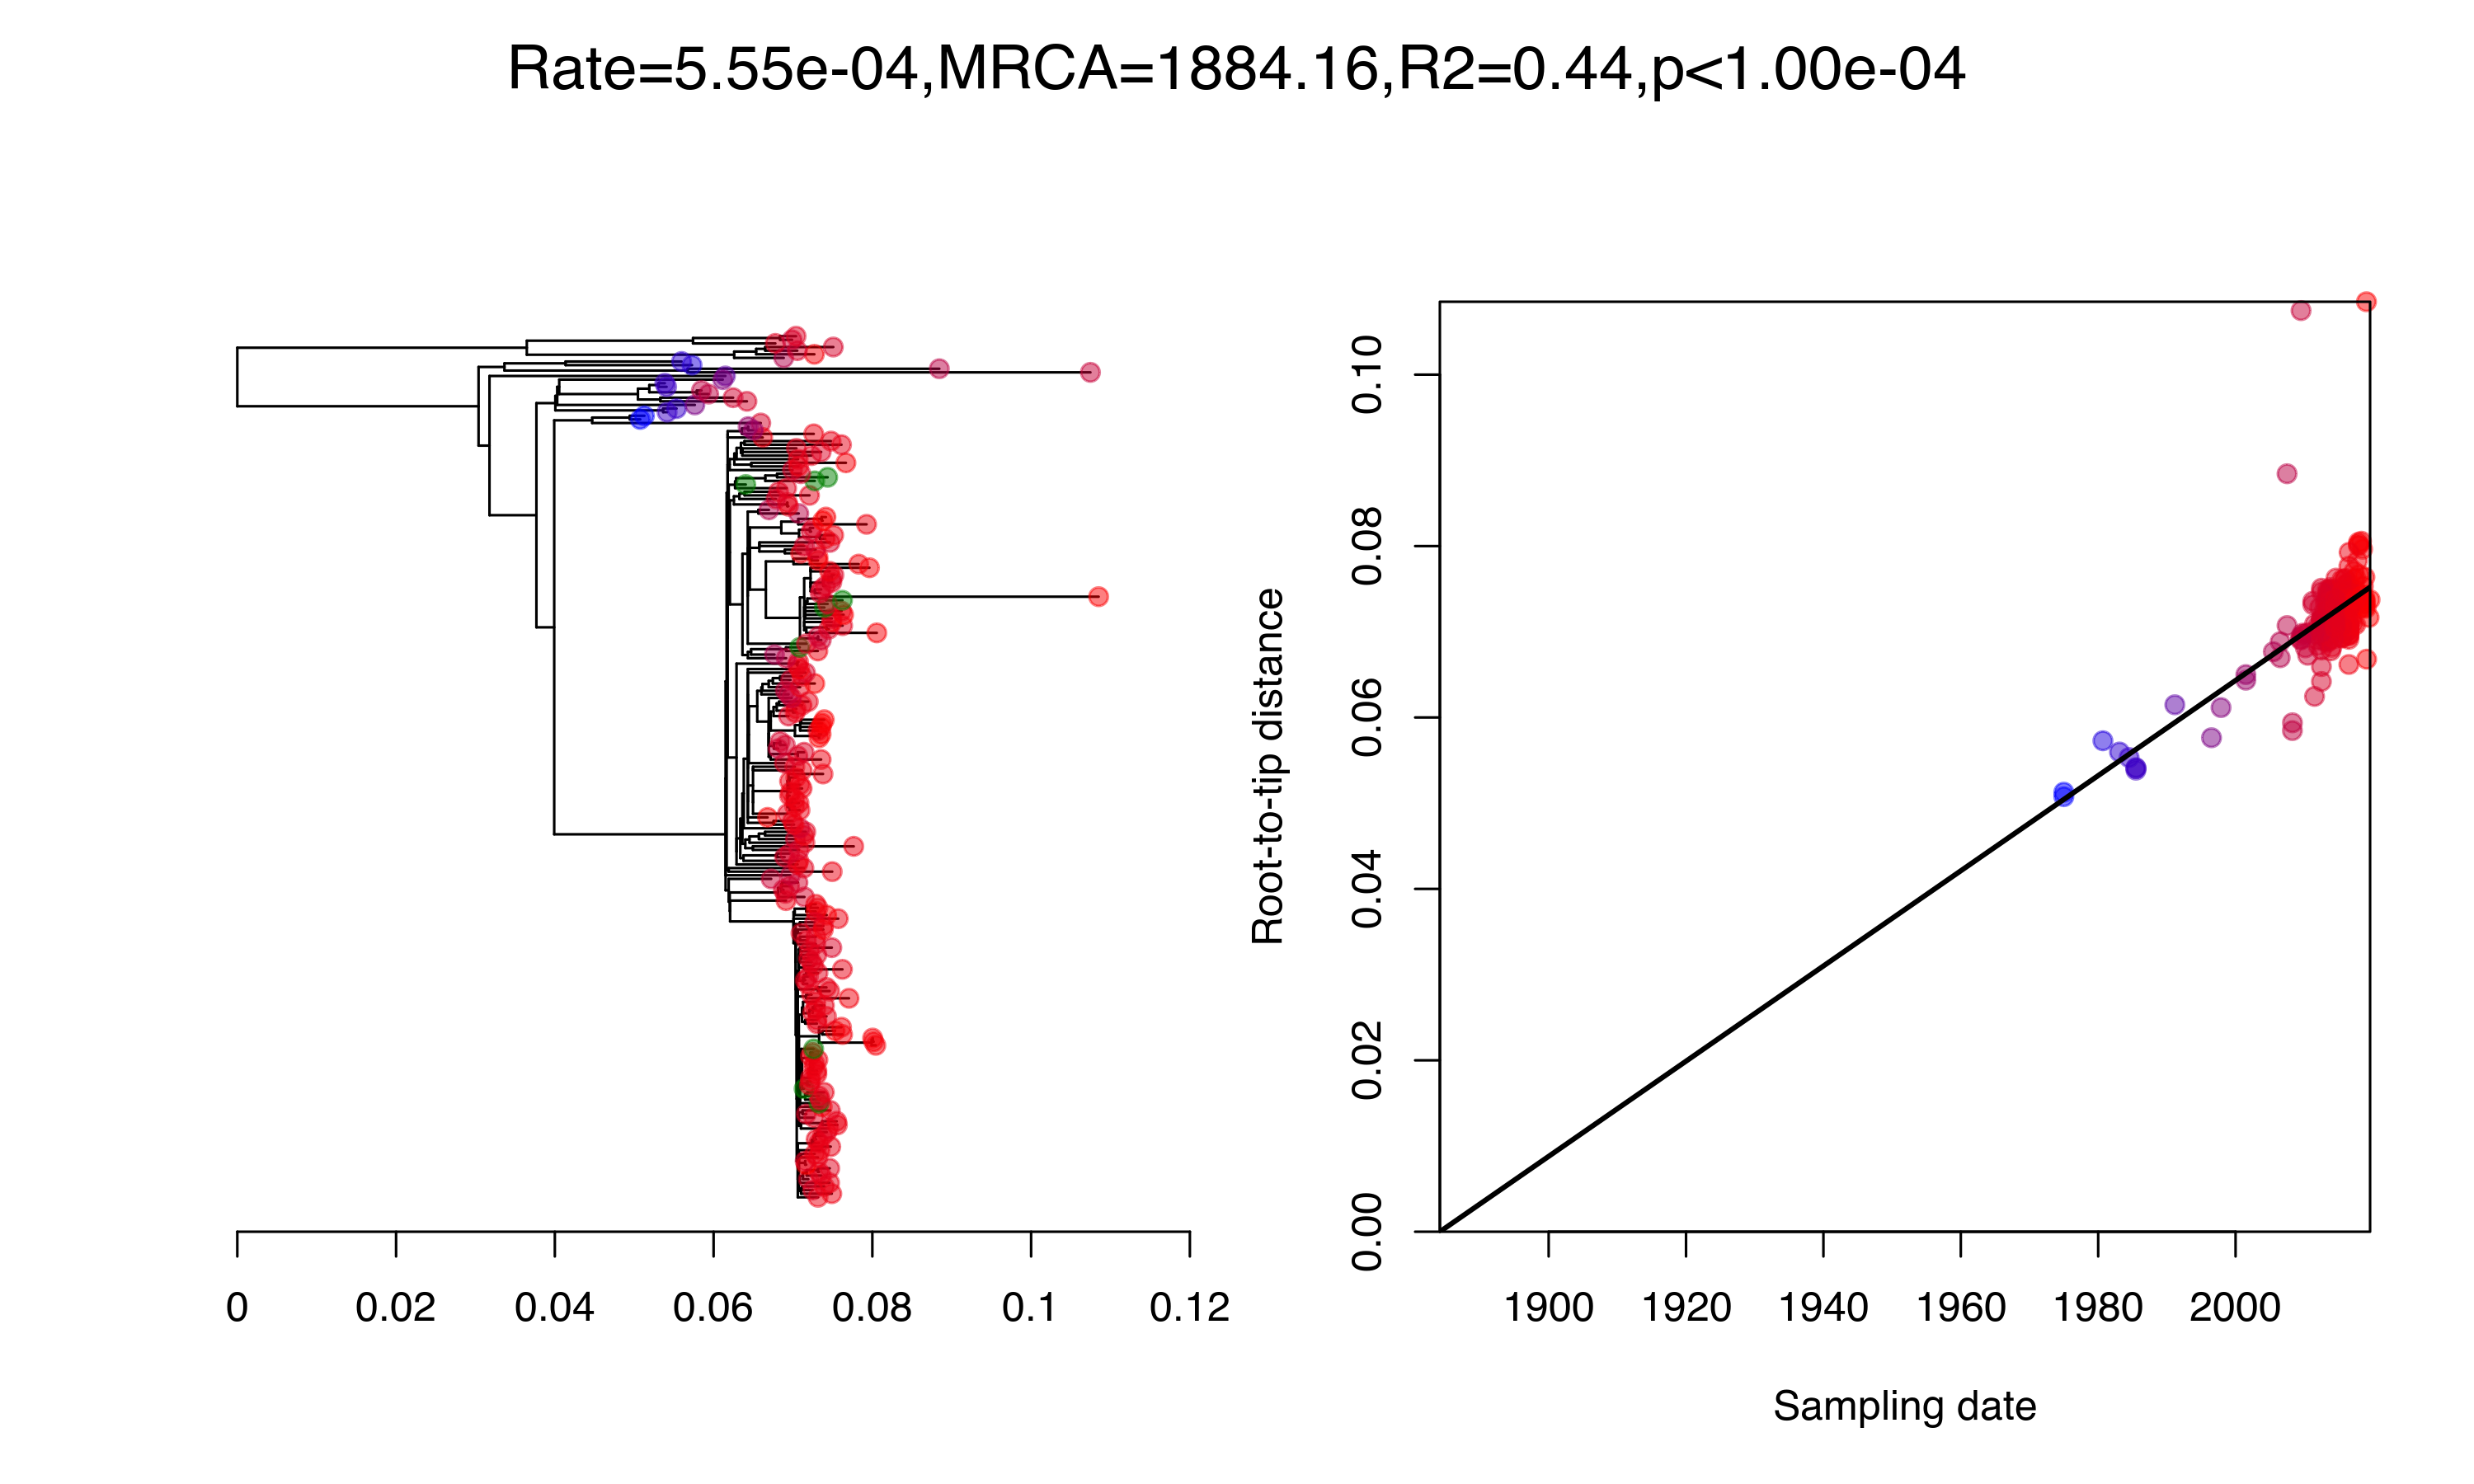 Rate=5.55e-04,MRCA=1884.16,R2=0.44,p<1.00e-04
0 0.02 0.04 0.06 0.08 0.1 0.12
Root-to-tip distance
0.00 0.02 0.04 0.06 0.08 0.10
1900 1920 1940 1960 1980 2000
Sampling date